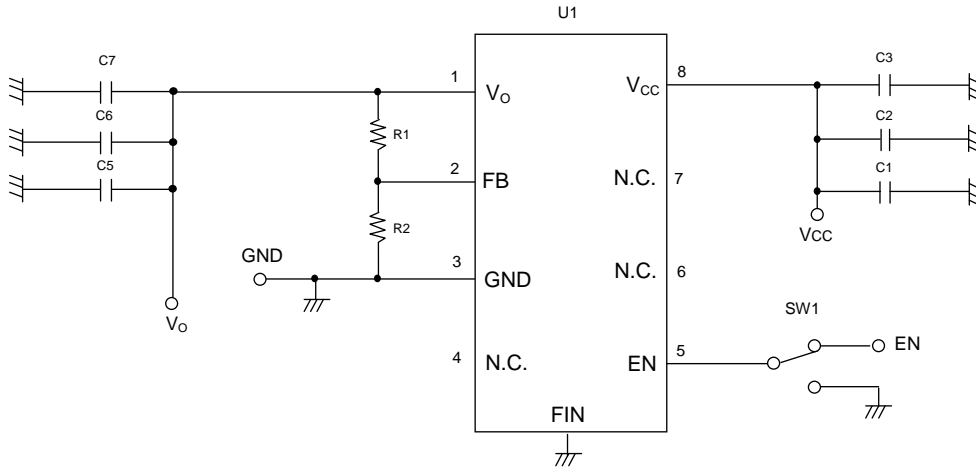 U1
C7
C6
C5
1
VO
R1
2
FB
R2
GND
3
GND
VO
4
N.C.
FIN
8
VCC
C3
C2
C1
VCC
N.C.
7
N.C.
6
SW1
EN
5
EN